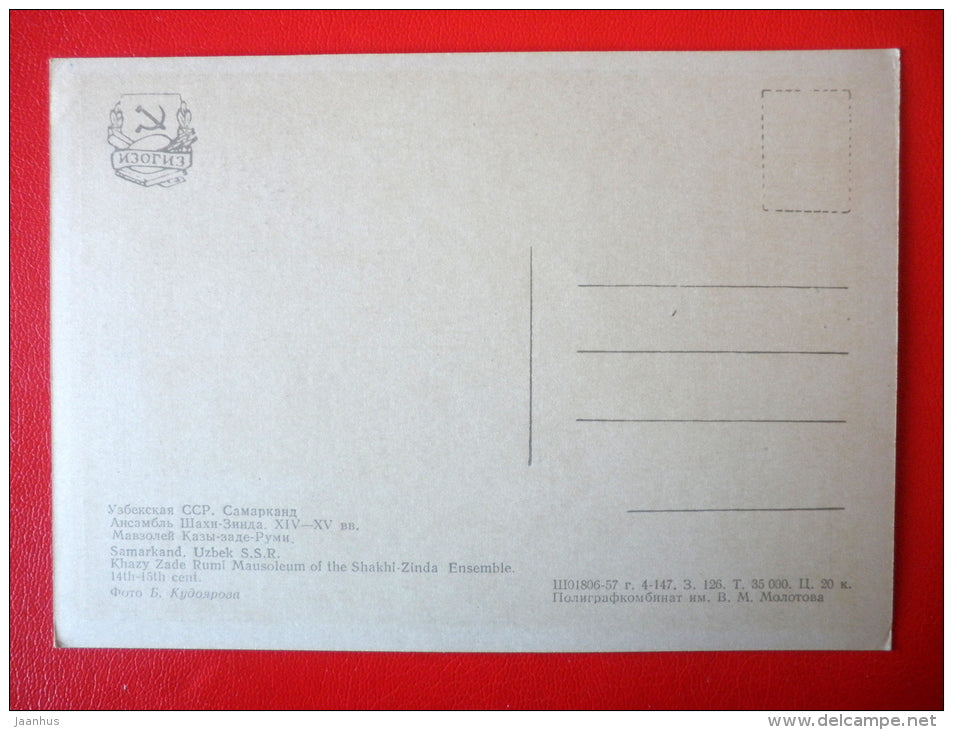 ИЗОГИЗ
Узбекская ССР. Самарканд
Ансамбль Шахи-Зинда. XIV—XV вв.
Мавзолей Казы-заде-Руми.
Samarkand. Uzbek S.S.R.
Khazy Zade Rumi Mausoleum of the Shakhi-Zinda Ensemble.
14th-15th cent.
Фото Б. Кудоярова
Ш01806-57 г. 4-147. З. 126. Т. 35 000. Ц. 20 к.
Полиграфкомбинат им. В. М. Молотова
Jaanhus
delcampe.net